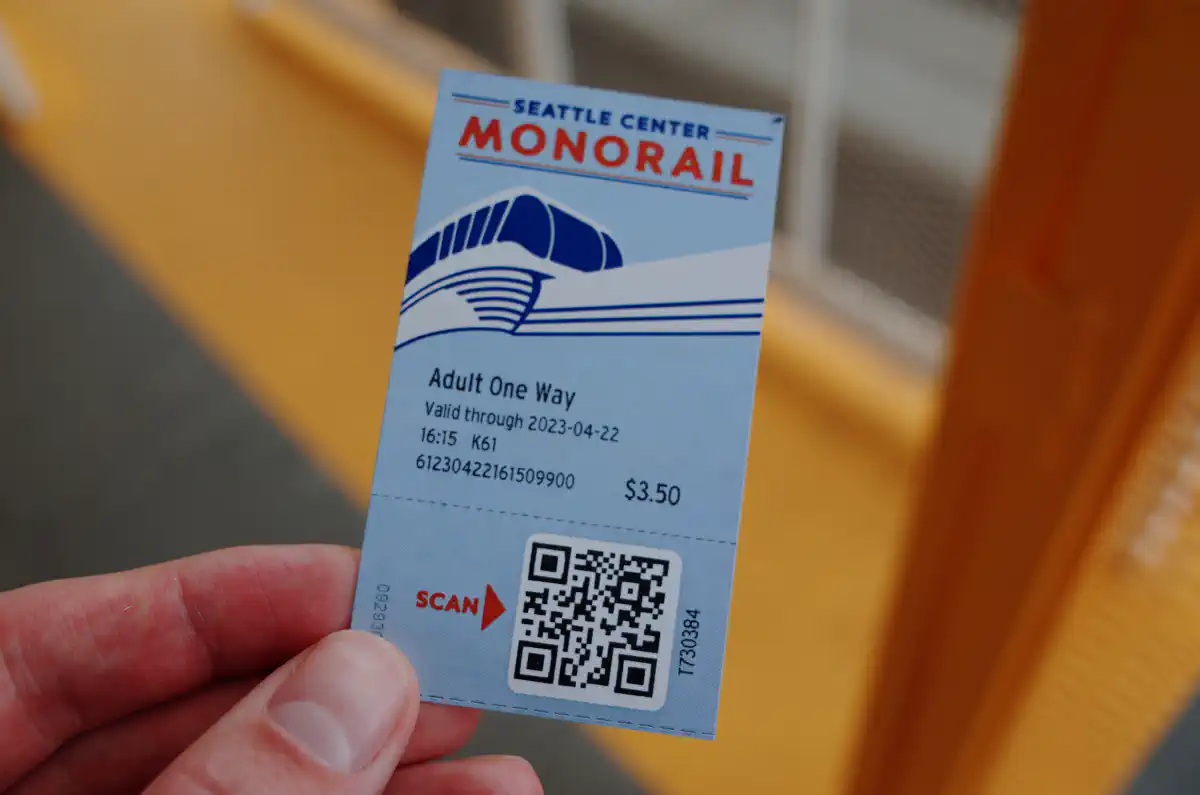 SEATTLE CENTER
MONORAIL
Adult One Way
Valid through 2023-04-22
16:15 K61
61230422161509900
$3.50
SCAN
T730384